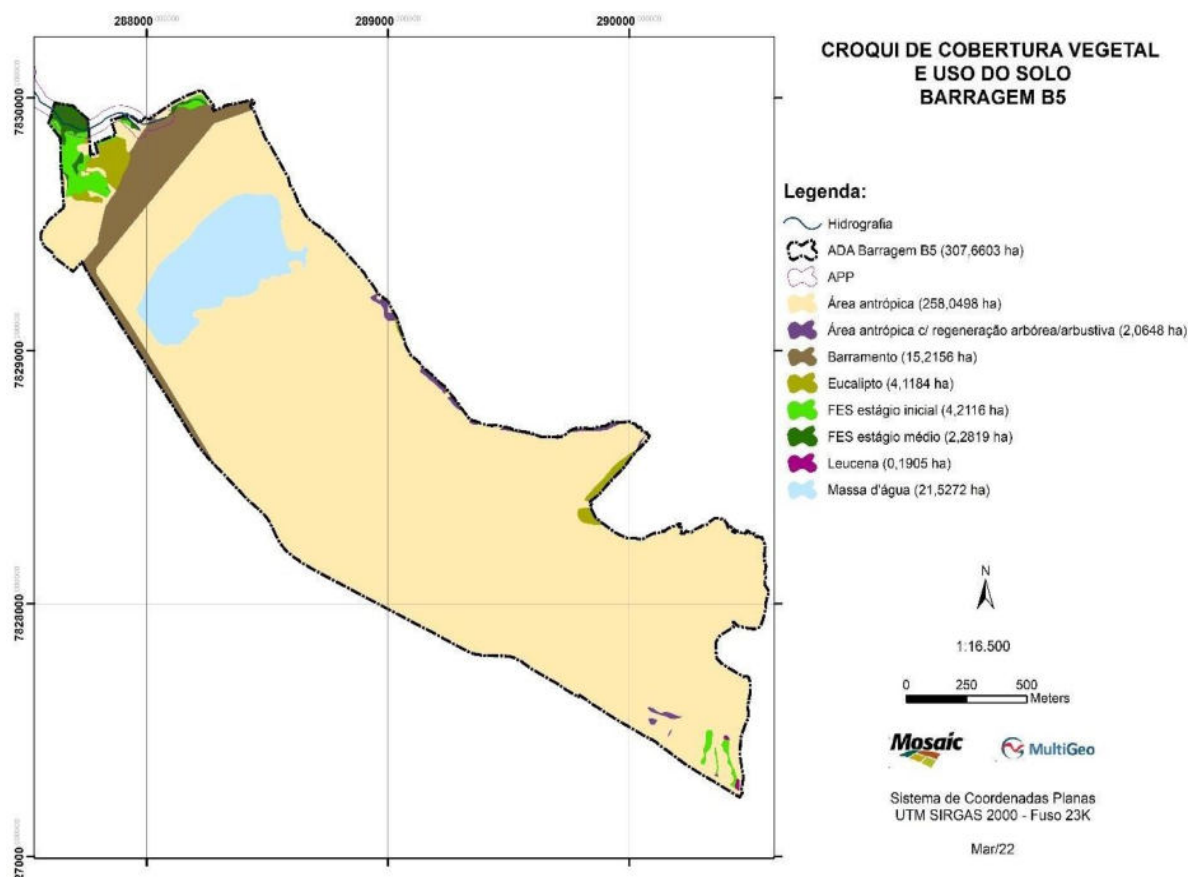 288000
289000
290000
7830000
7829000
7828000
27000
CROQUI DE COBERTURA VEGETAL
E USO DO SOLO
BARRAGEM B5
Legenda:
Hidrografia
ADA Barragem B5 (307,6603 ha)
APP
Área antrópica (258,0498 ha)
Área antrópica c/ regeneração arbórea/arbustiva (2,0648 ha)
Barramento (15,2156 ha)
Eucalipto (4,1184 ha)
FES estágio inicial (4,2116 ha)
FES estágio médio (2,2819 ha)
Leucena (0,1905 ha)
Massa d'água (21,5272 ha)
N
1:16.500
0 250 500
Meters
Mosaic
MultiGeo
Sistema de Coordenadas Planas
UTM SIRGAS 2000 - Fuso 23K
Mar/22